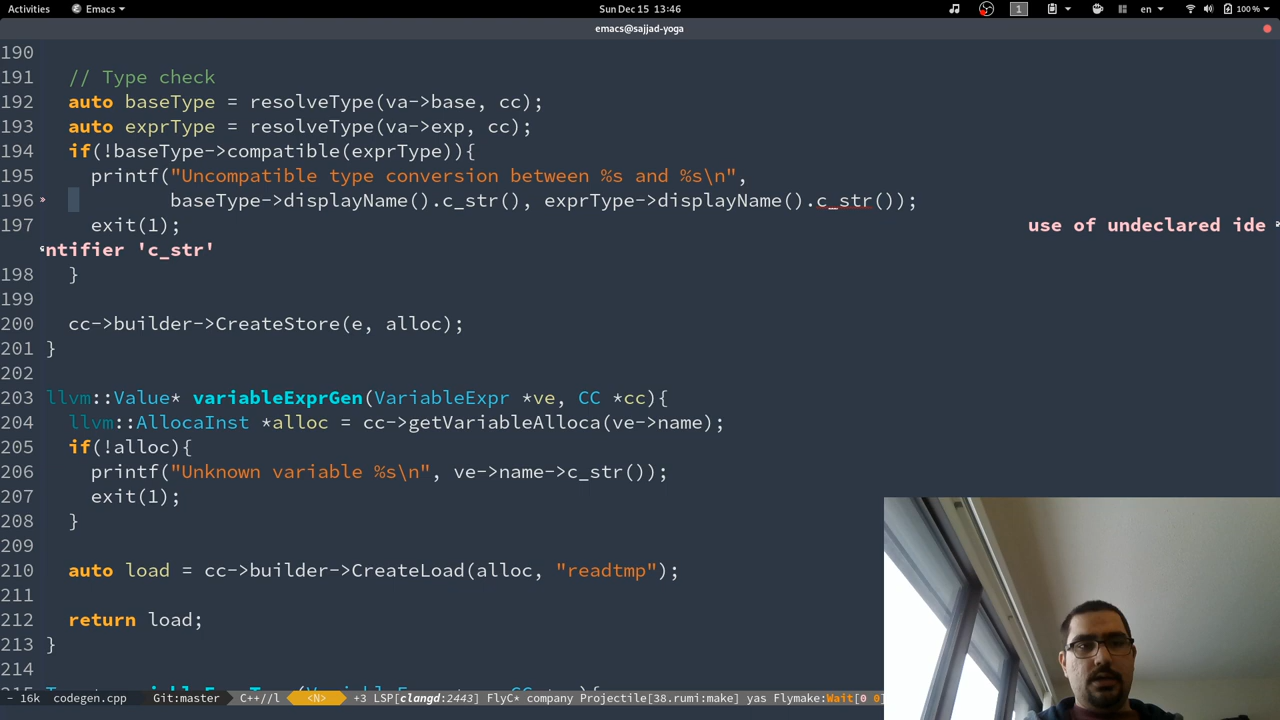 Activities Emacs Sun Dec 15 13:46 1 en 100 %
emacs@sajjad-yoga
190
191 // Type check
192 auto baseType = resolveType(va->base, cc);
193 auto exprType = resolveType(va->exp, cc);
194 if(!baseType->compatible(exprType)){
195 printf("Uncompatible type conversion between %s and %s\n",
196 » baseType->displayName().c_str(), exprType->displayName().c_str());
197 exit(1); use of undeclared ide
ntifier 'c_str'
198 }
199
200 cc->builder->CreateStore(e, alloc);
201 }
202
203 llvm::Value* variableExprGen(VariableExpr *ve, CC *cc){
204 llvm::AllocaInst *alloc = cc->getVariableAlloca(ve->name);
205 if(!alloc){
206 printf("Unknown variable %s\n", ve->name->c_str());
207 exit(1);
208 }
209
210 auto load = cc->builder->CreateLoad(alloc, "readtmp");
211
212 return load;
213 }
214
- 16k codegen.cpp Git:master C++//l <N> +3 LSP[clangd:2443] FlyC* company Projectile[38.rumi:make] yas Flymake:Wait[0 0]